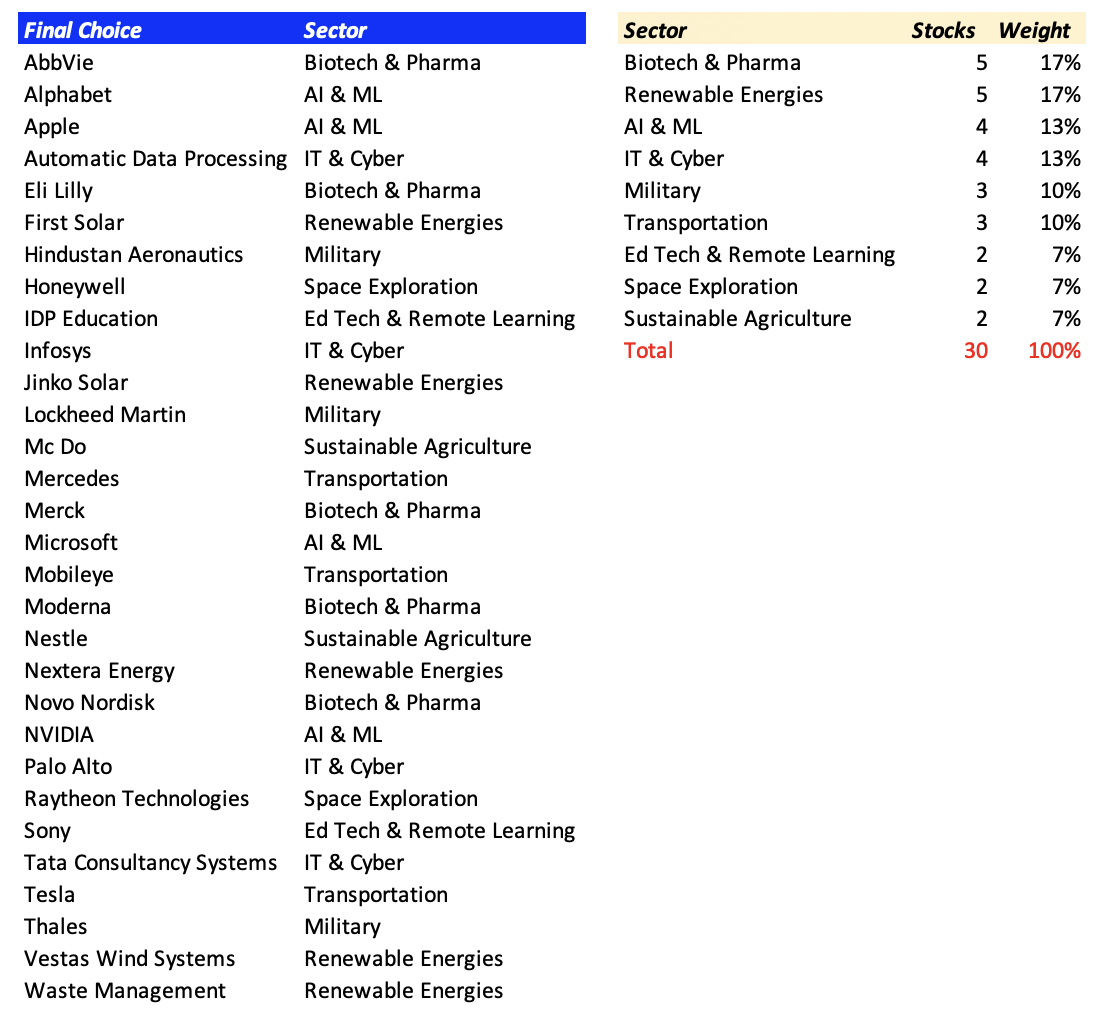 Final Choice Sector
AbbVie Biotech & Pharma
Alphabet AI & ML
Apple AI & ML
Automatic Data Processing IT & Cyber
Eli Lilly Biotech & Pharma
First Solar Renewable Energies
Hindustan Aeronautics Military
Honeywell Space Exploration
IDP Education Ed Tech & Remote Learning
Infosys IT & Cyber
Jinko Solar Renewable Energies
Lockheed Martin Military
Mc Do Sustainable Agriculture
Mercedes Transportation
Merck Biotech & Pharma
Microsoft AI & ML
Mobileye Transportation
Moderna Biotech & Pharma
Nestle Sustainable Agriculture
Nextera Energy Renewable Energies
Novo Nordisk Biotech & Pharma
NVIDIA AI & ML
Palo Alto IT & Cyber
Raytheon Technologies Space Exploration
Sony Ed Tech & Remote Learning
Tata Consultancy Systems IT & Cyber
Tesla Transportation
Thales Military
Vestas Wind Systems Renewable Energies
Waste Management Renewable Energies
Sector Stocks Weight
Biotech & Pharma 5 17%
Renewable Energies 5 17%
AI & ML 4 13%
IT & Cyber 4 13%
Military 3 10%
Transportation 3 10%
Ed Tech & Remote Learning 2 7%
Space Exploration 2 7%
Sustainable Agriculture 2 7%
Total 30 100%